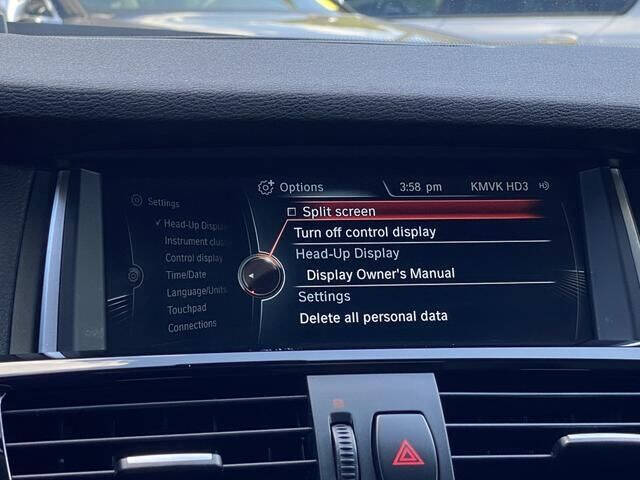 Options
3:58 pm
KMVK HD3
Settings
Head-Up Displ
Instrument clus
Control display
Time/Date
Language/Units
Touchpad
Connections
Split screen
Turn off control display
Head-Up Display
Display Owner's Manual
Settings
Delete all personal data